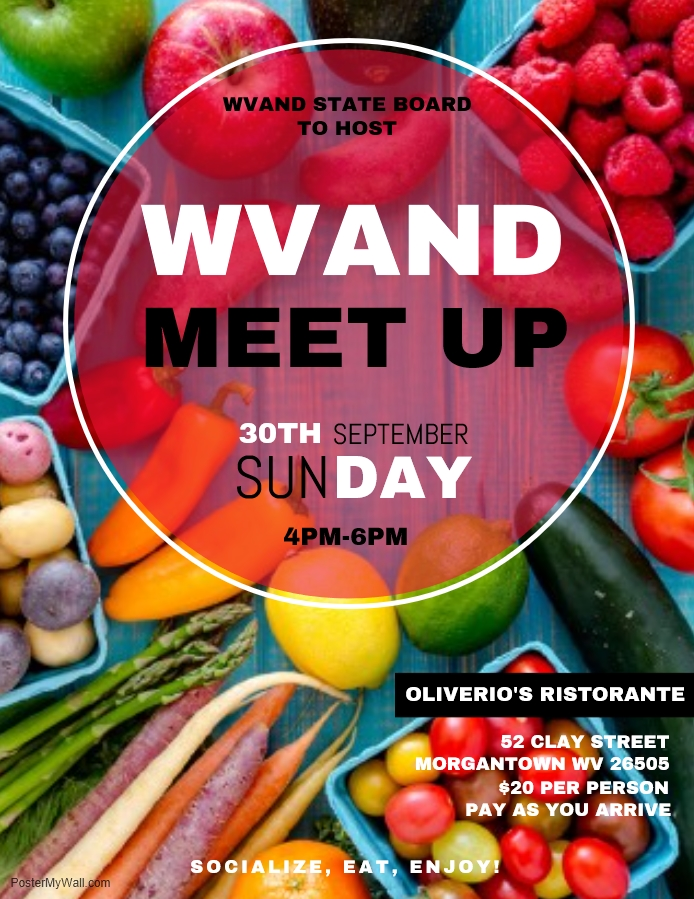 WVAND STATE BOARD
TO HOST
WVAND
MEET UP
30TH SEPTEMBER
SUNDAY
4PM-6PM
OLIVERIO'S RISTORANTE
52 CLAY STREET
MORGANTOWN WV 26505
$20 PER PERSON
PAY AS YOU ARRIVE
SOCIALIZE, EAT, ENJOY!
PosterMyWall.com